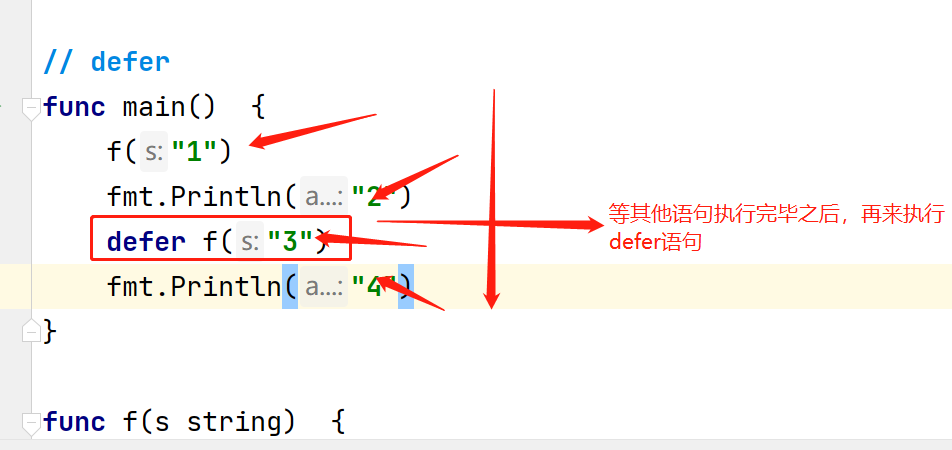 // defer
func main()  {
f(s:"1")
fmt.Println(a...:"2")
defer f(s:"3")
等其他语句执行完毕之后，再来执行
defer语句
fmt.Println(a...:"4")
}
func f(s string)  {